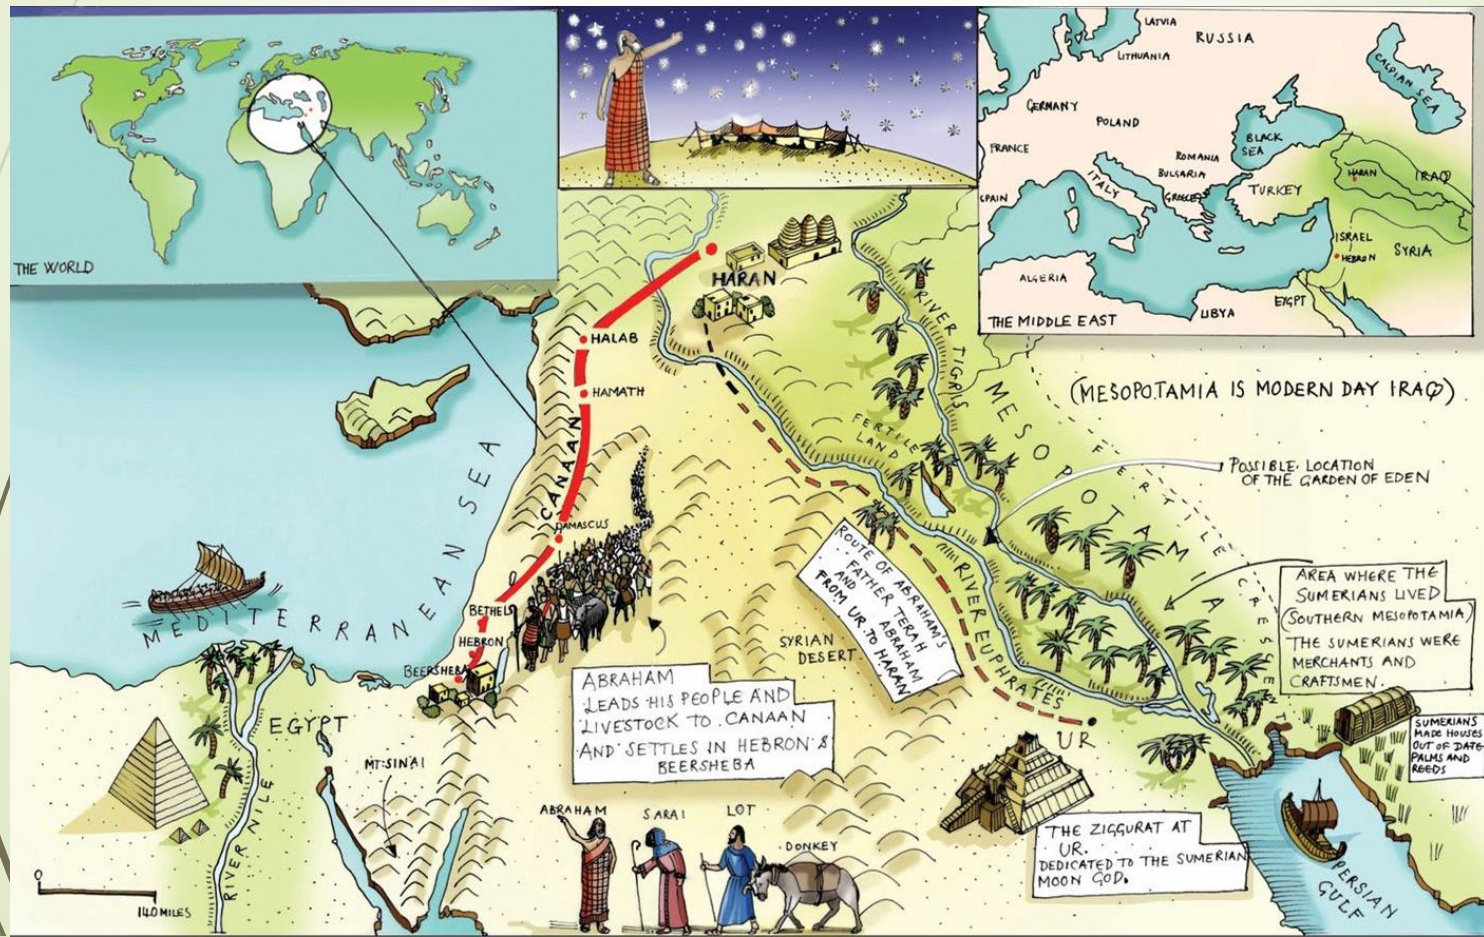 THE WORLD
LATVIA
RUSSIA
LITHUANIA
CASPIAN SEA
GERMANY
POLAND
BLACK
SEA
FRANCE
ROMANIA
BULGARIA
ITALY
GREECE
TURKEY
HARAN
IRAQ
SPIN
ISRAEL
HEBRON
SYRIA
ALGERIA
EGYPT
LIBYA
THE MIDDLE EAST
HARAN
RIVER TIGRIS
HALAB
HAMATH
CANAAN
DAMASCUS
BETHEL
HEBRON
BEERSHEBA
MEDITERRANEAN SEA
(MESOPOTAMIA IS MODERN DAY IRAQ)
MESOPOTAMIA
FERTILE
LAND
FERTILE CRESENT
POSSIBLE LOCATION
OF THE GARDEN OF EDEN
ROUTE OF ABRAHAM'S
FATHER TERAH
AND ABRAHAM
FROM UR TO HARAN
RIVER EUPHRATES
SYRIAN
DESERT
AREA WHERE THE
SUMERIANS LIVED
(SOUTHERN MESOPOTAMIA)
THE SUMERIANS WERE
MERCHANTS AND
CRAFTSMEN.
ABRAHAM
LEADS HIS PEOPLE AND
LIVESTOCK TO CANAAN
AND SETTLES IN HEBRON &
BEERSHEBA
UR
SUMERIANS
MADE HOUSES
OUT OF DATE
PALMS AND
REEDS
EGYPT
MT: SINAI
RIVER NILE
0
140 MILES
ABRAHAM
SARAI
LOT
DONKEY
THE ZIGGURAT AT
UR.
DEDICATED TO THE SUMERIAN
MOON GOD.
PERSIAN
GULF